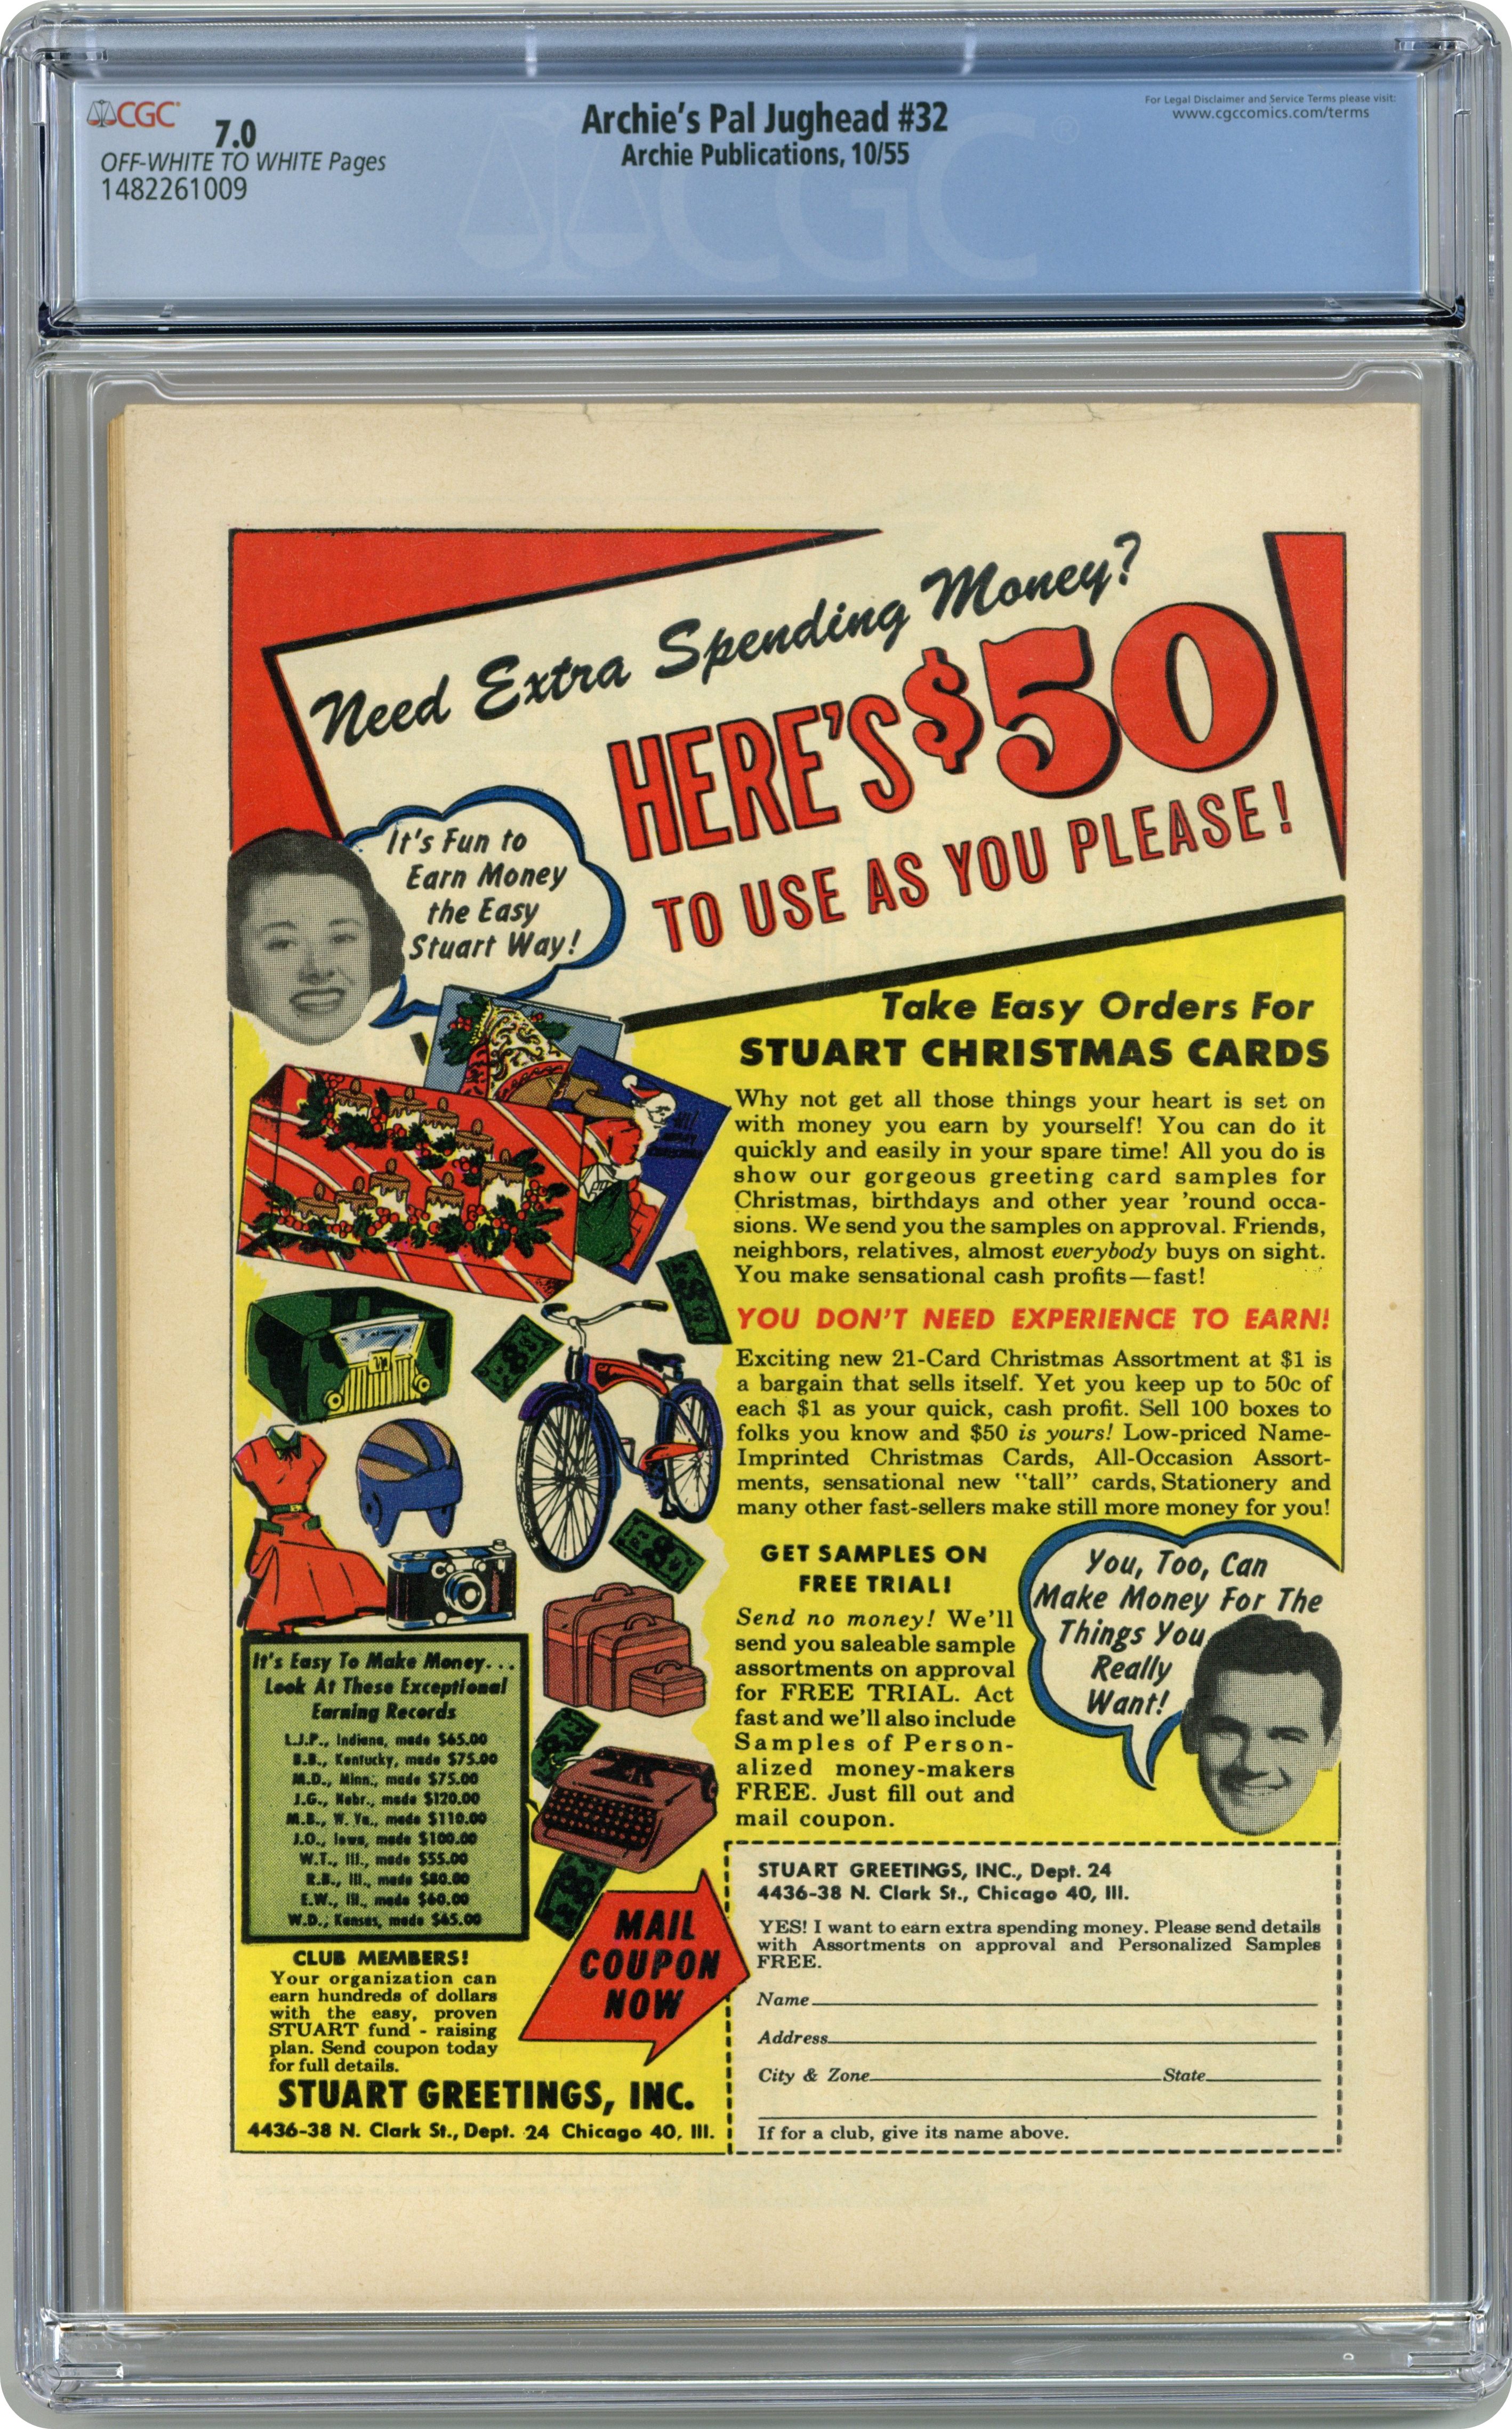 CGC
7.0
OFF-WHITE TO WHITE Pages
1482261009
Archie's Pal Jughead #32
Archie Publications, 10/55
For Legal Disclaimer and Service Terms please visit:
www.cgccomics.com/terms
CGC
Need Extra Spending Money?
HERE'S $50
TO USE AS YOU PLEASE!
It's Fun to
Earn Money
the Easy
Stuart Way!
Take Easy Orders For
STUART CHRISTMAS CARDS
Why not get all those things your heart is set on
with money you earn by yourself! You can do it
quickly and easily in your spare time! All you do is
show our gorgeous greeting card samples for
Christmas, birthdays and other year 'round occa-
sions. We send you the samples on approval. Friends,
neighbors, relatives, almost everybody buys on sight.
You make sensational cash profits—fast!
YOU DON'T NEED EXPERIENCE TO EARN!
Exciting new 21-Card Christmas Assortment at $1 is
a bargain that sells itself. Yet you keep up to 50c of
each $1 as your quick, cash profit. Sell 100 boxes to
folks you know and $50 is yours! Low-priced Name-
Imprinted Christmas Cards, All-Occasion Assort-
ments, sensational new "tall" cards, Stationery and
many other fast-sellers make still more money for you!
GET SAMPLES ON
FREE TRIAL!
Send no money! We'll
send you saleable sample
assortments on approval
for FREE TRIAL. Act
fast and we'll also include
Samples of Person-
alized money-makers
FREE. Just fill out and
mail coupon.
You, Too, Can
Make Money For The
Things You
Really
Want!
It's Easy To Make Money...
Look At These Exceptional
Earning Records
L.J.P., Indiana, made $65.00
B.B., Kentucky, made $75.00
M.D., Minn., made $75.00
J.G., Nebr., made $120.00
M.B., W. Va., made $110.00
J.O., Iowa, made $100.00
W.T., Ill., made $55.00
R.B., Ill., made $80.00
E.W., Ill., made $60.00
W.D., Kansas, made $65.00
CLUB MEMBERS!
Your organization can
earn hundreds of dollars
with the easy, proven
STUART fund - raising
plan. Send coupon today
for full details.
STUART GREETINGS, INC.
4436-38 N. Clark St., Dept. 24 Chicago 40, Ill.
MAIL
COUPON
NOW
STUART GREETINGS, INC., Dept. 24
4436-38 N. Clark St., Chicago 40, Ill.
YES! I want to earn extra spending money. Please send details
with Assortments on approval and Personalized Samples
FREE.
Name
Address
City & Zone State
If for a club, give its name above.